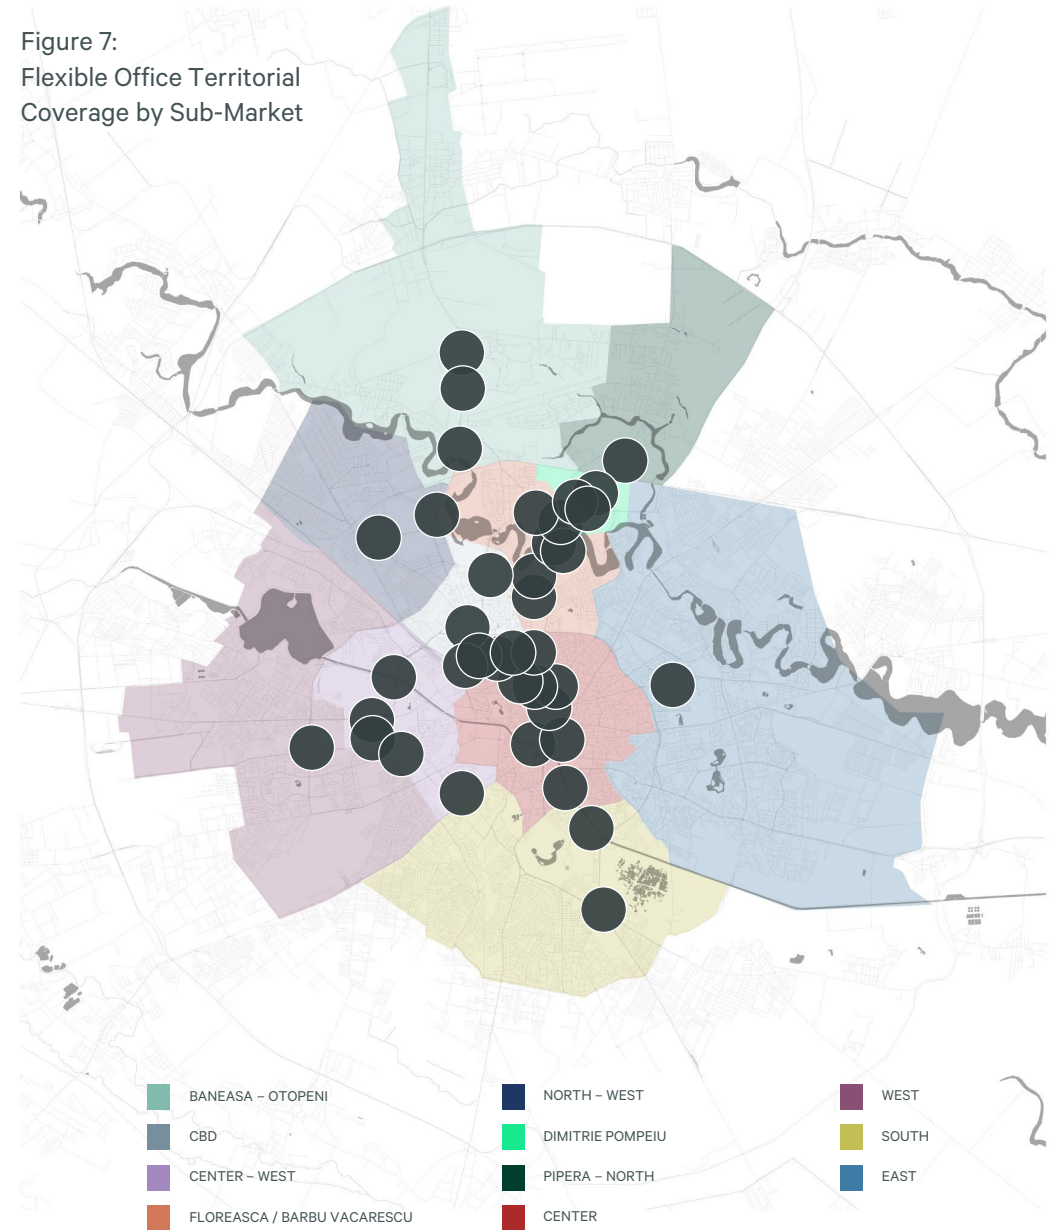 Figure 7:
Flexible Office Territorial
Coverage by Sub-Market
BANEASA – OTOPENI
CBD
CENTER – WEST
FLOREASCA / BARBU VACARESCU
NORTH – WEST
DIMITRIE POMPEIU
PIPERA – NORTH
CENTER
WEST
SOUTH
EAST